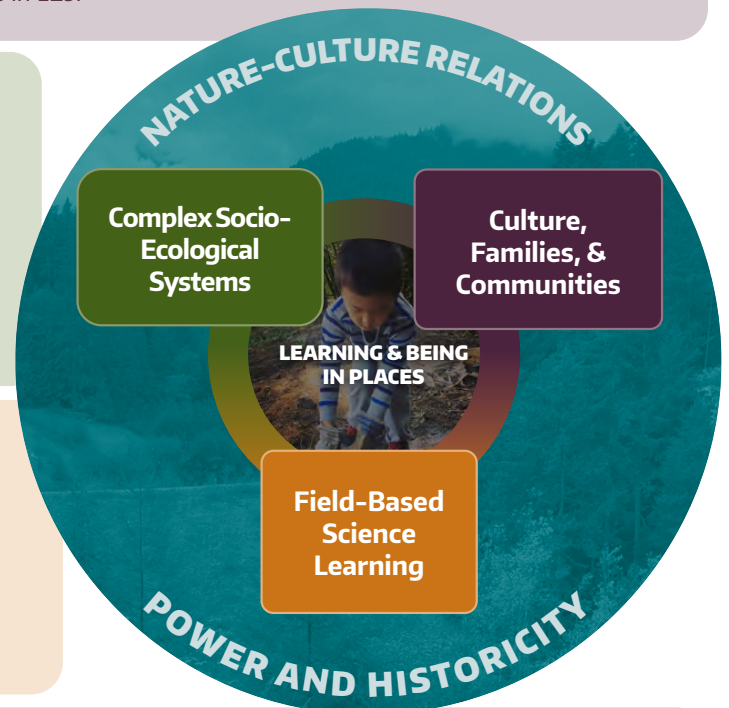 NATURE-CULTURE RELATIONS
Complex Socio-
Ecological
Systems
Culture,
Families, &
Communities
LEARNING & BEING
IN PLACES
Field-Based
Science
Learning
POWER AND HISTORICITY